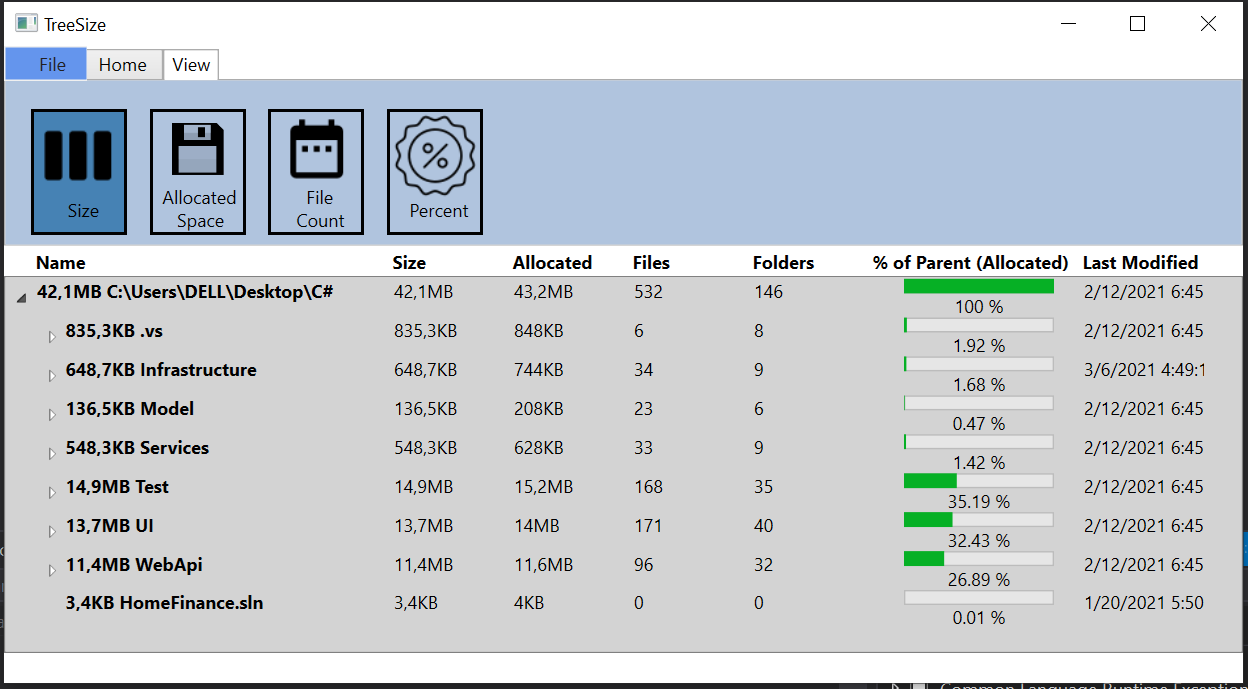 TreeSize
File Home View
Size
Allocated
Space
File
Count
Percent
Name Size Allocated Files Folders % of Parent (Allocated) Last Modified
42,1MB C:\Users\DELL\Desktop\C# 42,1MB 43,2MB 532 146 2/12/2021 6:45
100 %
835,3KB .vs 835,3KB 848KB 6 8 2/12/2021 6:45
1.92 %
648,7KB Infrastructure 648,7KB 744KB 34 9 3/6/2021 4:49:1
1.68 %
136,5KB Model 136,5KB 208KB 23 6 2/12/2021 6:45
0.47 %
548,3KB Services 548,3KB 628KB 33 9 2/12/2021 6:45
1.42 %
14,9MB Test 14,9MB 15,2MB 168 35 2/12/2021 6:45
35.19 %
13,7MB UI 13,7MB 14MB 171 40 2/12/2021 6:45
32.43 %
11,4MB WebApi 11,4MB 11,6MB 96 32 2/12/2021 6:45
26.89 %
3,4KB HomeFinance.sln 3,4KB 4KB 0 0 1/20/2021 5:50
0.01 %
Common Language Runtime Exception